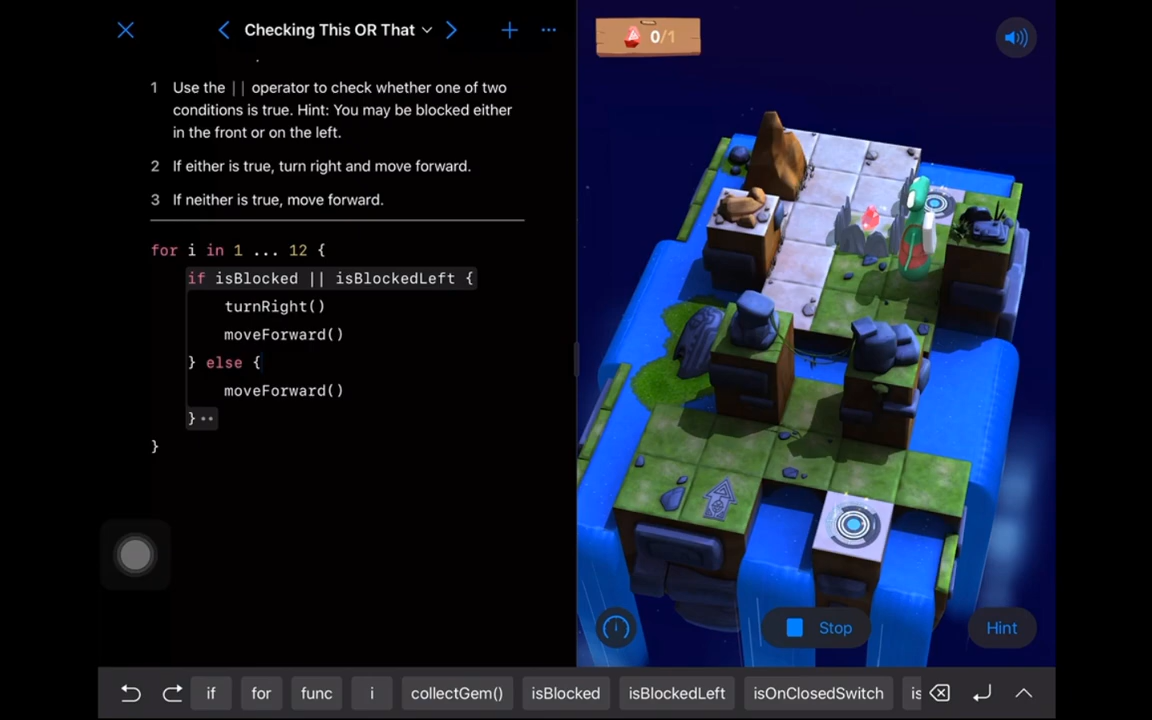 Checking This OR That
0/1
1 Use the || operator to check whether one of two
conditions is true. Hint: You may be blocked either
in the front or on the left.
2 If either is true, turn right and move forward.
3 If neither is true, move forward.
for i in 1 ... 12 {
if isBlocked || isBlockedLeft {
turnRight()
moveForward()
} else {
moveForward()
}
}
Stop
Hint
if for func i collectGem() isBlocked isBlockedLeft isOnClosedSwitch is